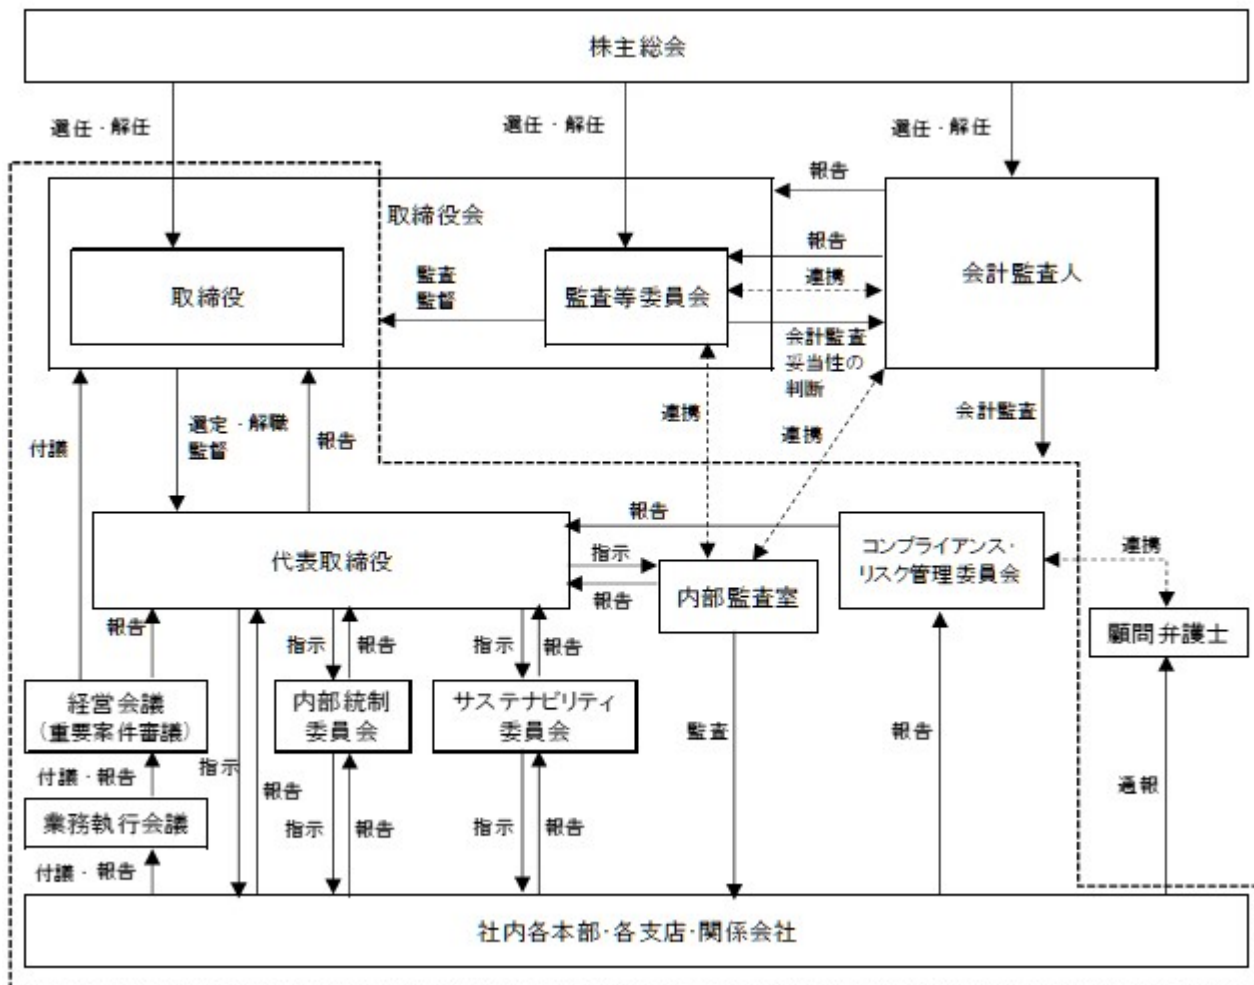 株主総会
選任・解任
選任・解任
選任・解任
報告
取締役会
報告
会計監査人
取締役
監査
監督
監査等委員会
連携
会計監査
妥当性の
判断
付議
選定・解職
監督
報告
連携
連携
会計監査
報告
代表取締役
指示
報告
内部監査室
コンプライアンス・
リスク管理委員会
連携
顧問弁護士
報告
指示
報告
指示
報告
経営会議
(重要案件審議)
内部統制
委員会
サステナビリティ
委員会
監査
報告
付議・報告
指示
報告
通報
業務執行会議
指示
報告
指示
報告
付議・報告
社内各本部・各支店・関係会社